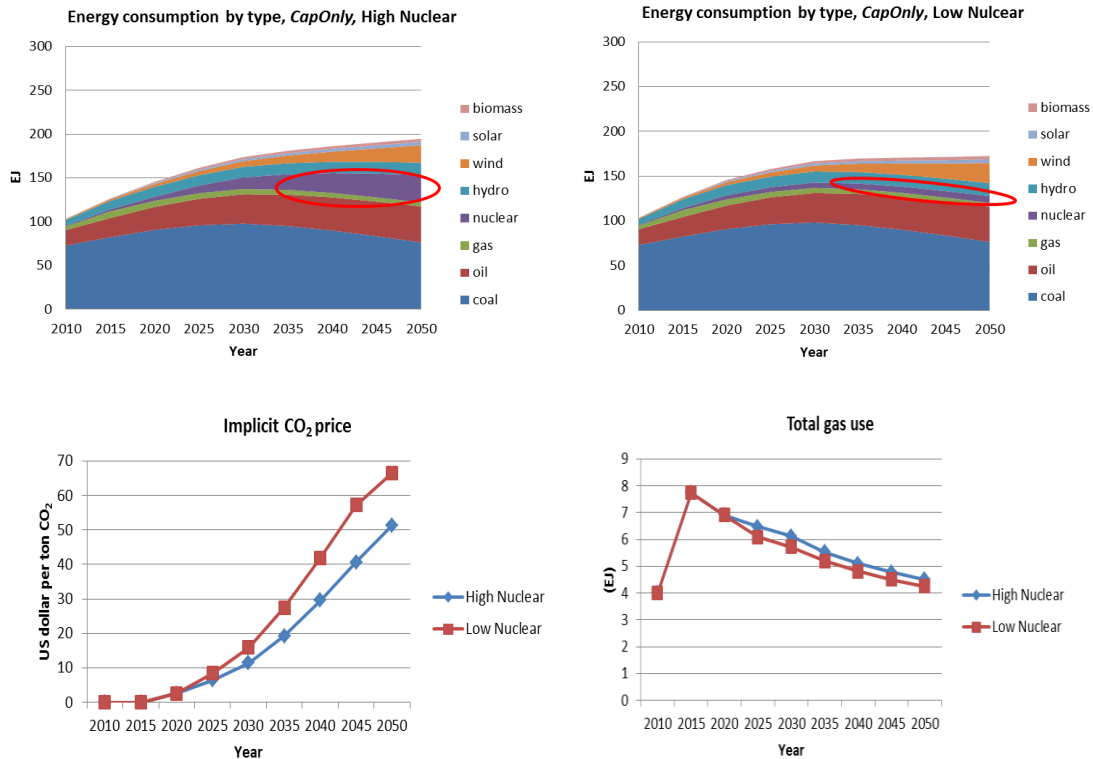 Energy consumption by type, CapOnly, High Nuclear
300
250
200
150
100
50
0
EJ
2010 2015 2020 2025 2030 2035 2040 2045 2050
Year
biomass
solar
wind
hydro
nuclear
gas
oil
coal
Energy consumption by type, CapOnly, Low Nulcear
300
250
200
150
100
50
0
EJ
2010 2015 2020 2025 2030 2035 2040 2045 2050
Year
biomass
solar
wind
hydro
nuclear
gas
oil
coal
Implicit CO₂ price
70
60
50
40
30
20
10
0
US dollar per ton CO₂
2010 2015 2020 2025 2030 2035 2040 2045 2050
Year
High Nuclear
Low Nuclear
Total gas use
9
8
7
6
5
4
3
2
1
0
(EJ)
2010 2015 2020 2025 2030 2035 2040 2045 2050
Year
High Nuclear
Low Nuclear